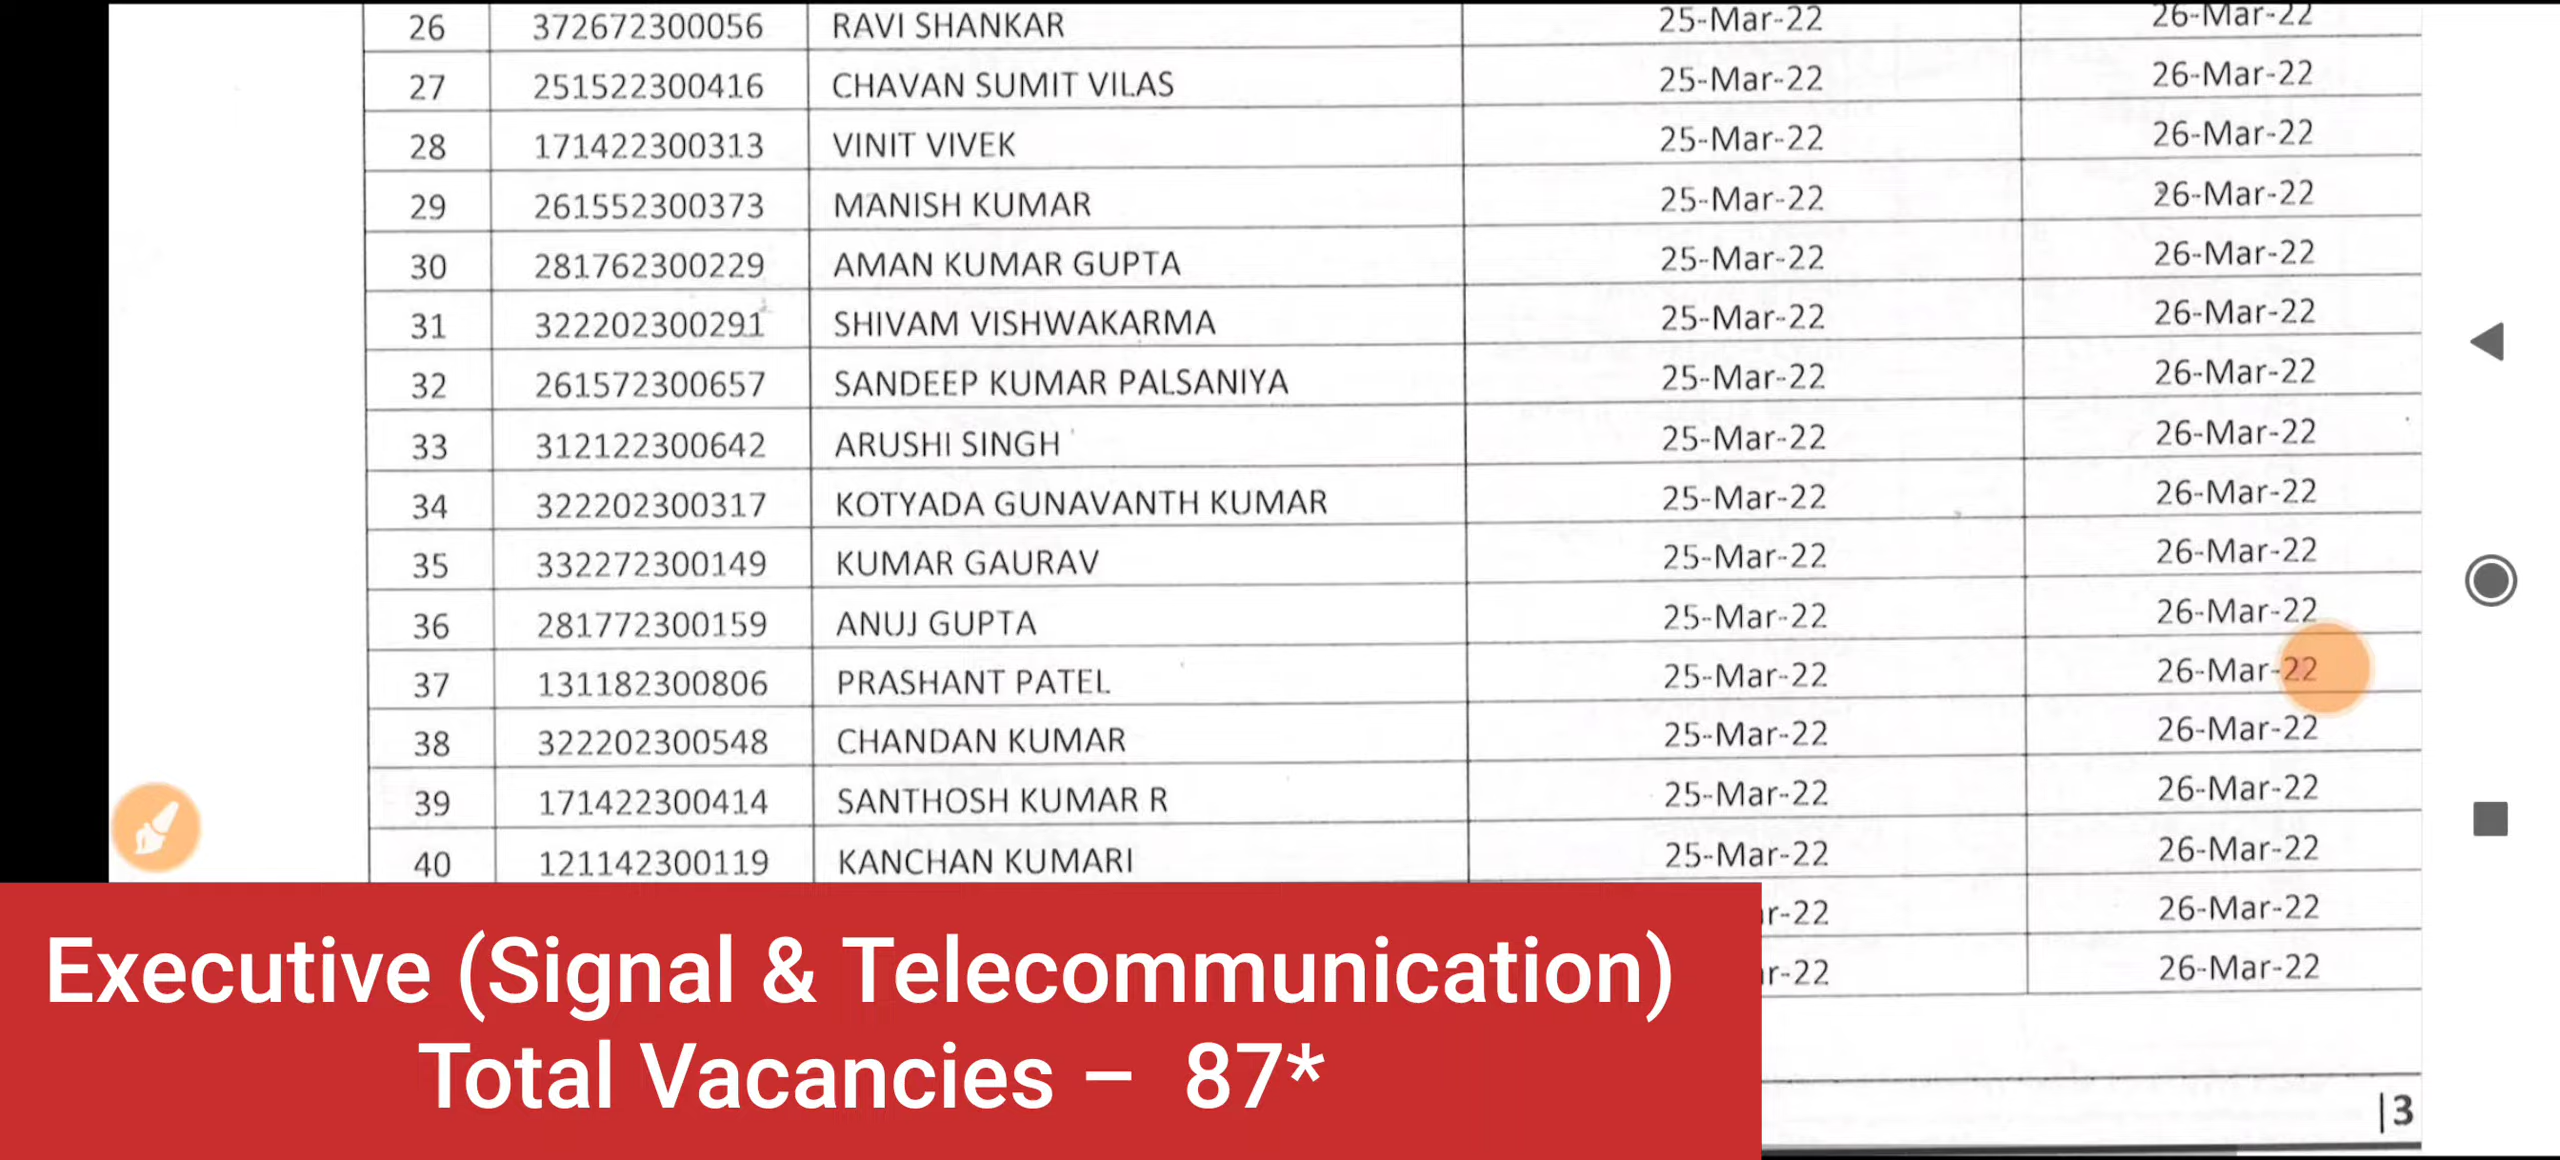 26 372672300056 RAVI SHANKAR 25-Mar-22 26-Mar-22
27 251522300416 CHAVAN SUMIT VILAS 25-Mar-22 26-Mar-22
28 171422300313 VINIT VIVEK 25-Mar-22 26-Mar-22
29 261552300373 MANISH KUMAR 25-Mar-22 26-Mar-22
30 281762300229 AMAN KUMAR GUPTA 25-Mar-22 26-Mar-22
31 322202300291 SHIVAM VISHWAKARMA 25-Mar-22 26-Mar-22
32 261572300657 SANDEEP KUMAR PALSANIYA 25-Mar-22 26-Mar-22
33 312122300642 ARUSHI SINGH 25-Mar-22 26-Mar-22
34 322202300317 KOTYADA GUNAVANTH KUMAR 25-Mar-22 26-Mar-22
35 332272300149 KUMAR GAURAV 25-Mar-22 26-Mar-22
36 281772300159 ANUJ GUPTA 25-Mar-22 26-Mar-22
37 131182300806 PRASHANT PATEL 25-Mar-22 26-Mar-22
38 322202300548 CHANDAN KUMAR 25-Mar-22 26-Mar-22
39 171422300414 SANTHOSH KUMAR R 25-Mar-22 26-Mar-22
40 121142300119 KANCHAN KUMARI 25-Mar-22 26-Mar-22
r-22 26-Mar-22
r-22 26-Mar-22
Executive (Signal & Telecommunication)
Total Vacancies – 87*
|3